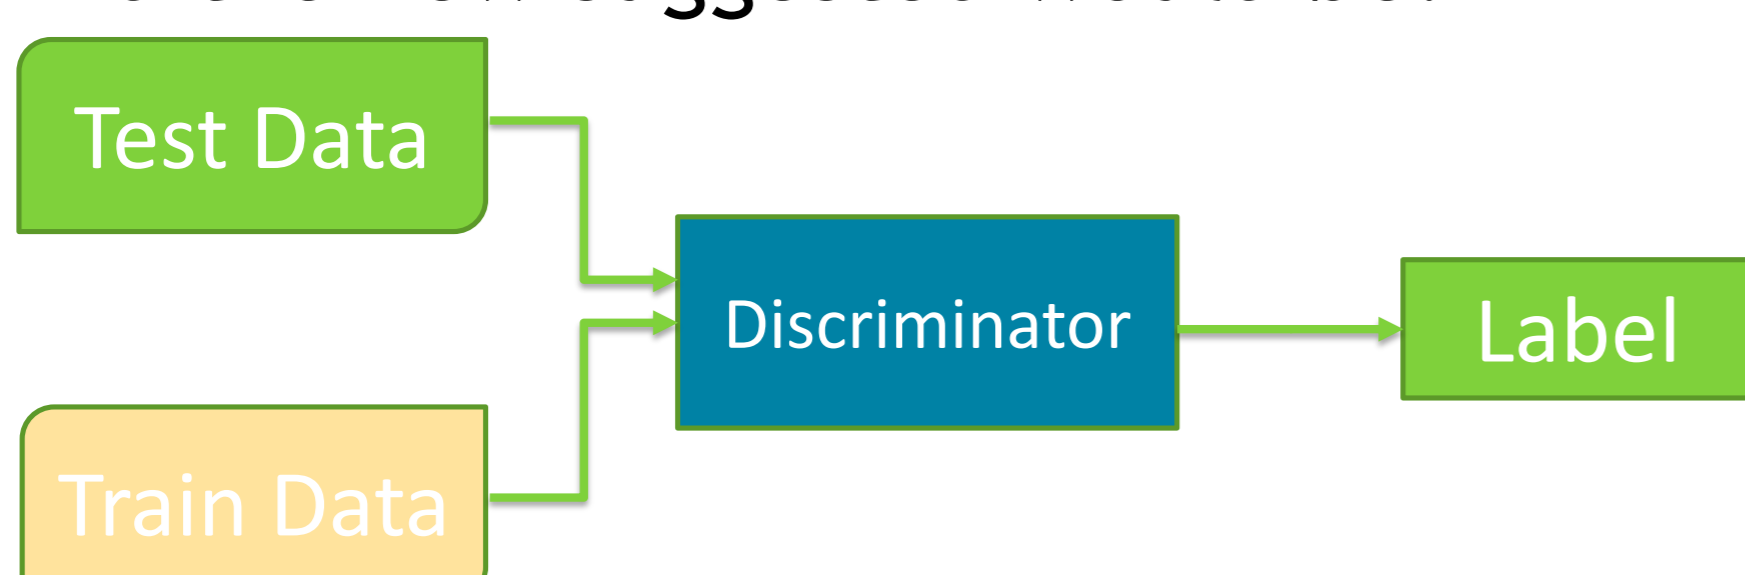 Test Data
Discriminator
Label
Train Data